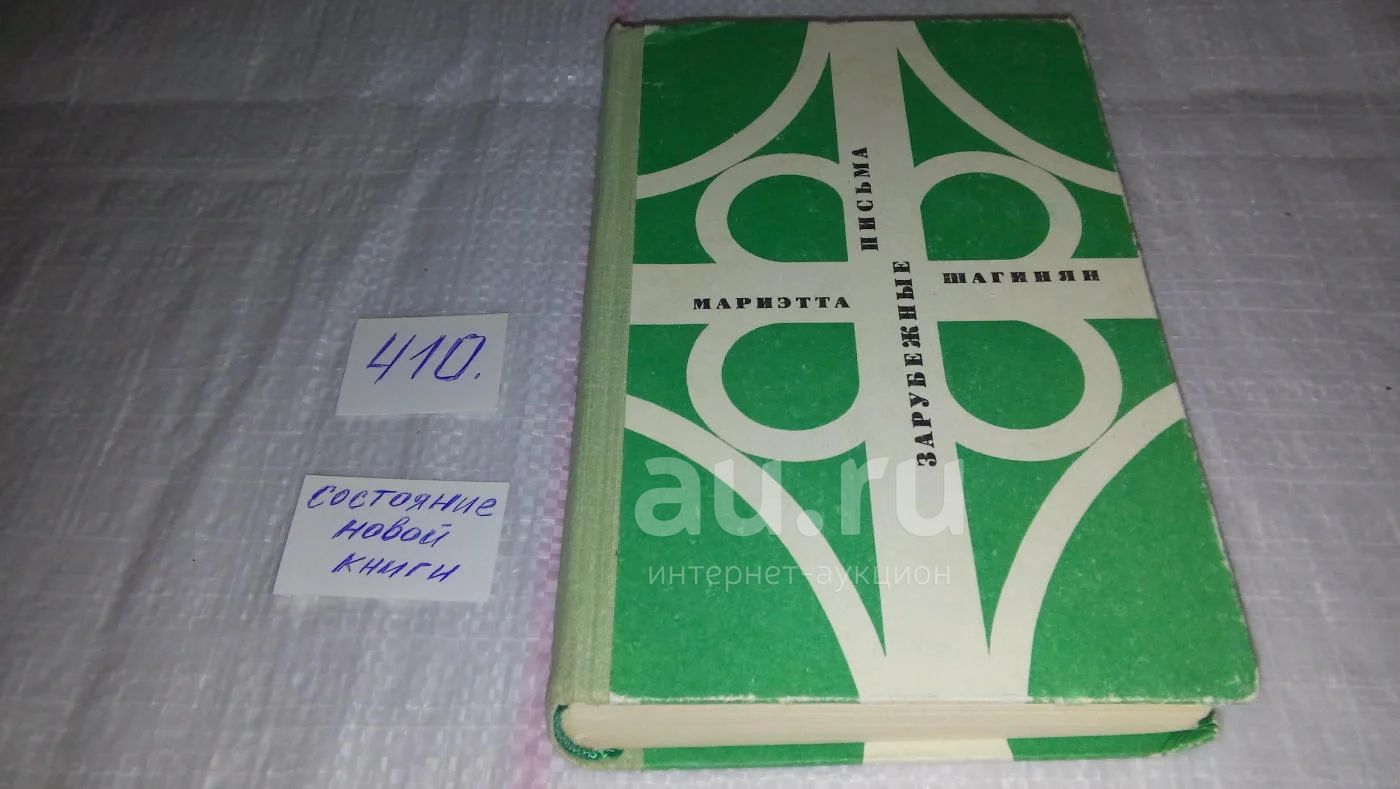 410.
состояние
новой
книги
МАРИЭТТА
ШАГИНЯН
ЗАРУБЕЖНЫЕ
ПИСЬМА
au.ru
интернет-аукцион